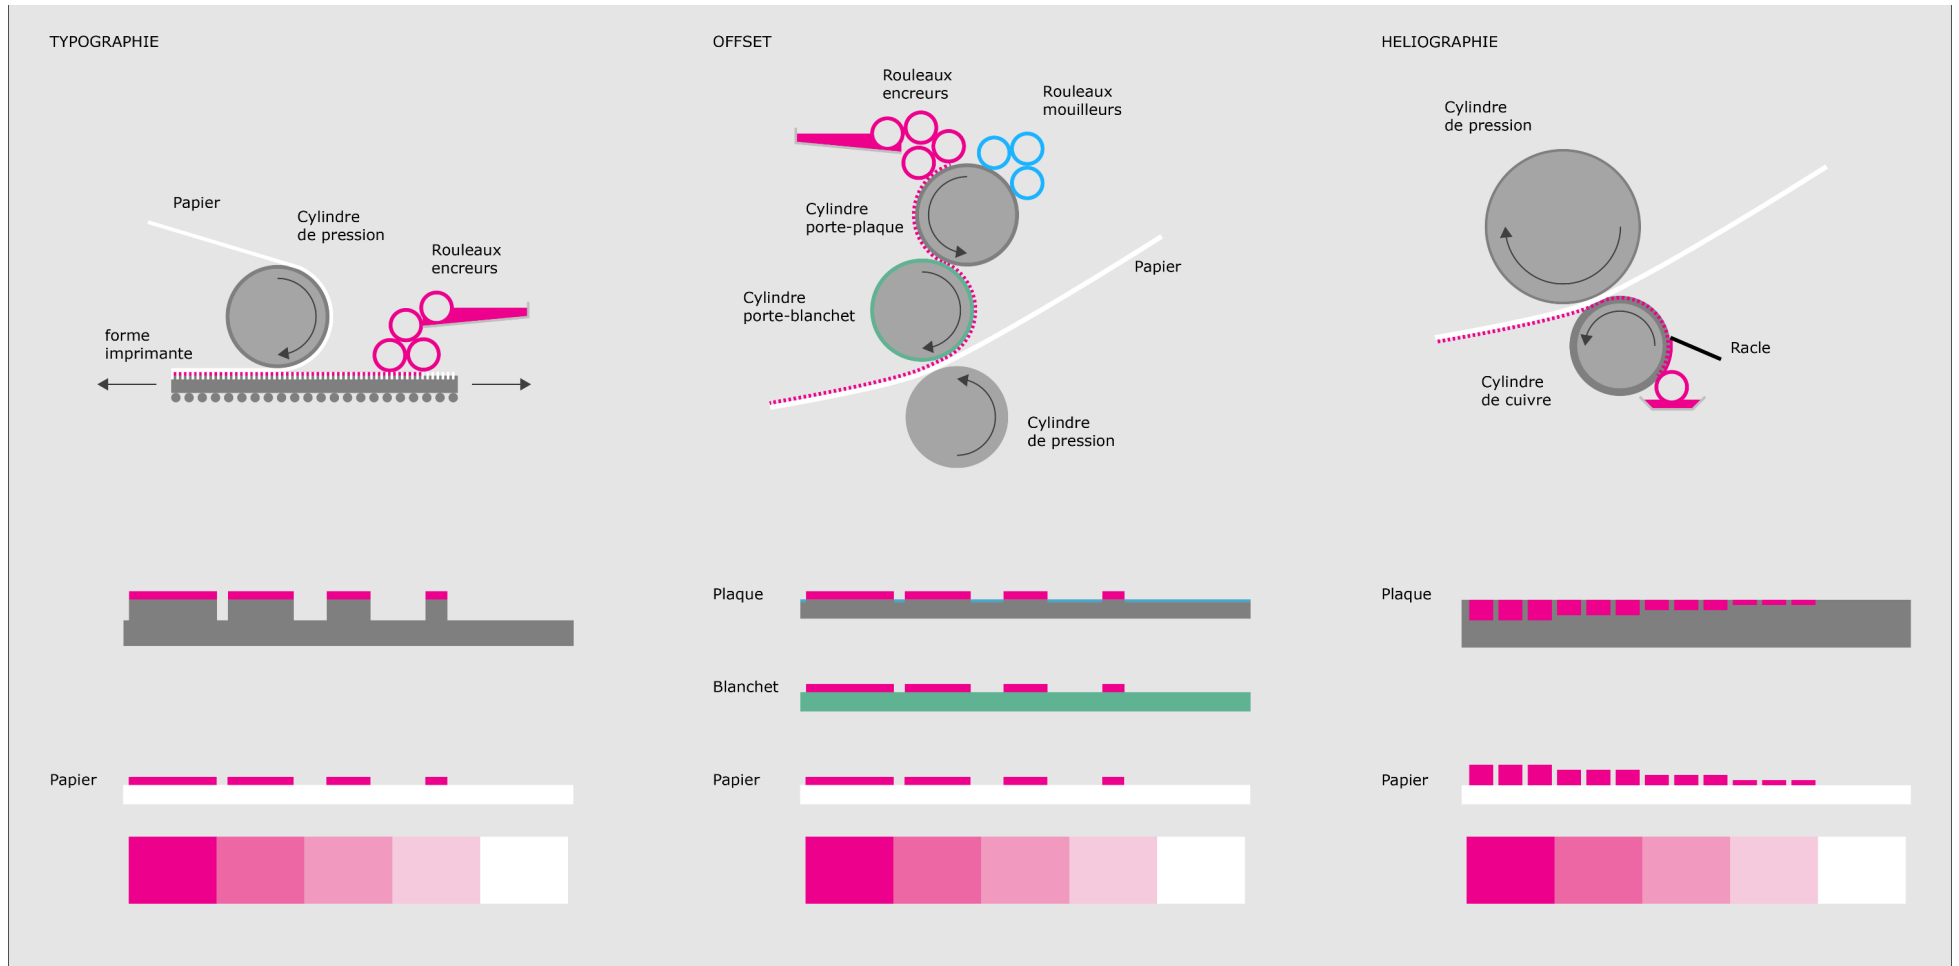 TYPOGRAPHIE
Papier
Cylindre
de pression
Rouleaux
encreurs
forme
imprimante
Papier
OFFSET
Rouleaux
encreurs
Rouleaux
mouilleurs
Cylindre
porte-plaque
Papier
Cylindre
porte-blanchet
Cylindre
de pression
Plaque
Blanchet
Papier
HELIOGRAPHIE
Cylindre
de pression
Racle
Cylindre
de cuivre
Plaque
Papier